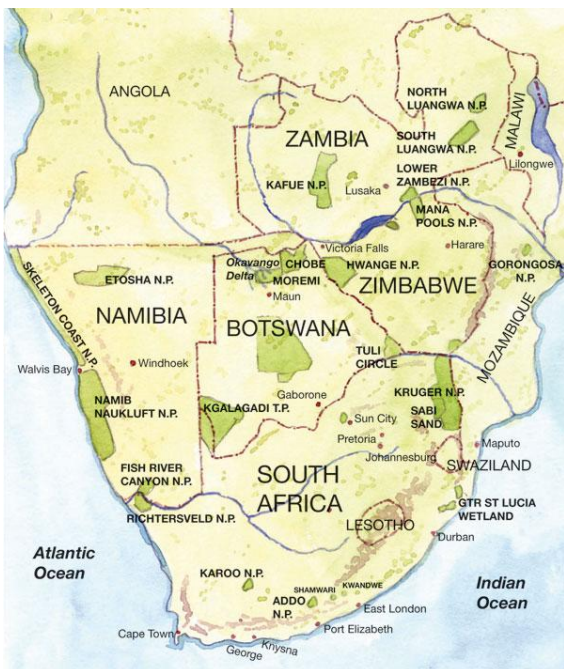 ANGOLA
NORTH
LUANGWA N.P.
MALAWI
ZAMBIA
SOUTH
LUANGWA N.P.
Lilongwe
KAFUE N.P.
Lusaka
LOWER
ZAMBEZI N.P.
MANA
POOLS N.P.
Victoria Falls
Harare
Okavango
Delta
CHOBE
MOREMI
HWANGE N.P.
GORONGOSA
N.P.
SKELETON COAST N.P.
ETOSHA N.P.
Maun
ZIMBABWE
NAMIBIA
BOTSWANA
MOZAMBIQUE
TULI
CIRCLE
Walvis Bay
Windhoek
NAMIB
NAUKLUFT N.P.
KGALAGADI T.P.
Gaborone
KRUGER N.P.
SABI
SAND
Sun City
Pretoria
Johannesburg
Maputo
SWAZILAND
FISH RIVER
CANYON N.P.
SOUTH
AFRICA
RICHTERSVELD N.P.
LESOTHO
GTR ST LUCIA
WETLAND
Durban
Atlantic
Ocean
KAROO N.P.
SHAMWARI
KWANDWE
ADDO
N.P.
Indian
Ocean
East London
Cape Town
Port Elizabeth
George
Knysna